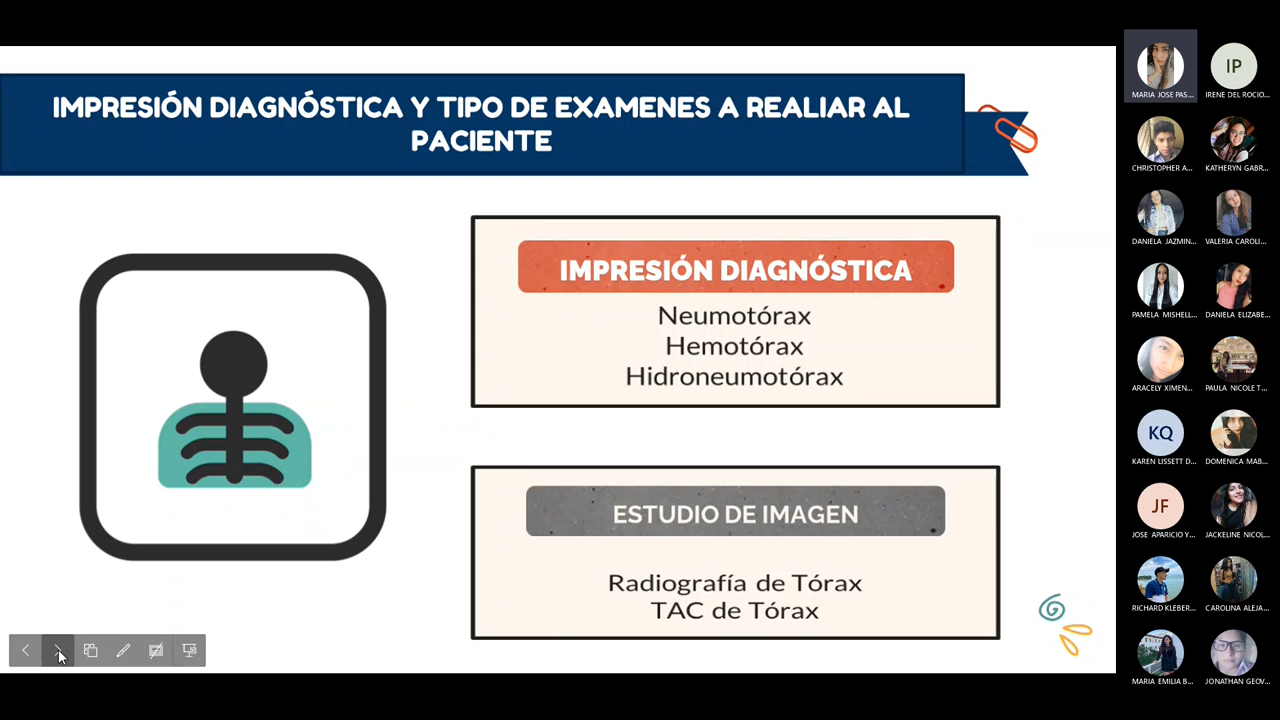 IMPRESIÓN DIAGNÓSTICA Y TIPO DE EXAMENES A REALIAR AL
PACIENTE
IMPRESIÓN DIAGNÓSTICA
Neumotórax
Hemotórax
Hidroneumotórax
ESTUDIO DE IMAGEN
Radiografía de Tórax
TAC de Tórax
MARIA JOSE PAS...
IP
IRENE DEL ROCIO...
CHRISTOPHER A...
KATHERYN GABR...
DANIELA JAZMIN...
VALERIA CAROLI...
PAMELA MISHELL...
DANIELA ELIZABE...
ARACELY XIMEN...
PAULA NICOLE T...
KQ
KAREN LISSETT D...
DOMENICA MAB...
JF
JOSE APARICIO Y...
JACKELINE NICOL...
RICHARD KLEBER...
CAROLINA ALEJA...
MARIA EMILIA B...
JONATHAN GEOV...